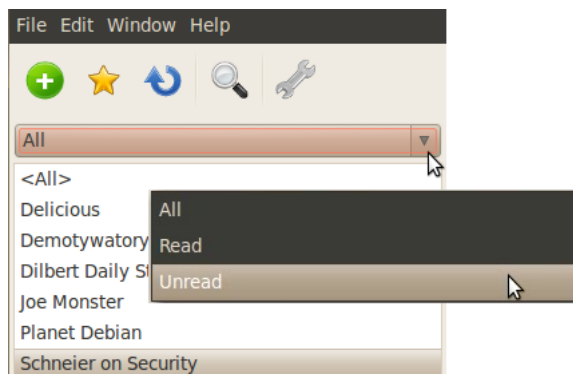 File Edit Window Help
All
<All>
Delicious
All
Demotywatory
Read
Dilbert Daily St
Unread
Joe Monster
Planet Debian
Schneier on Security